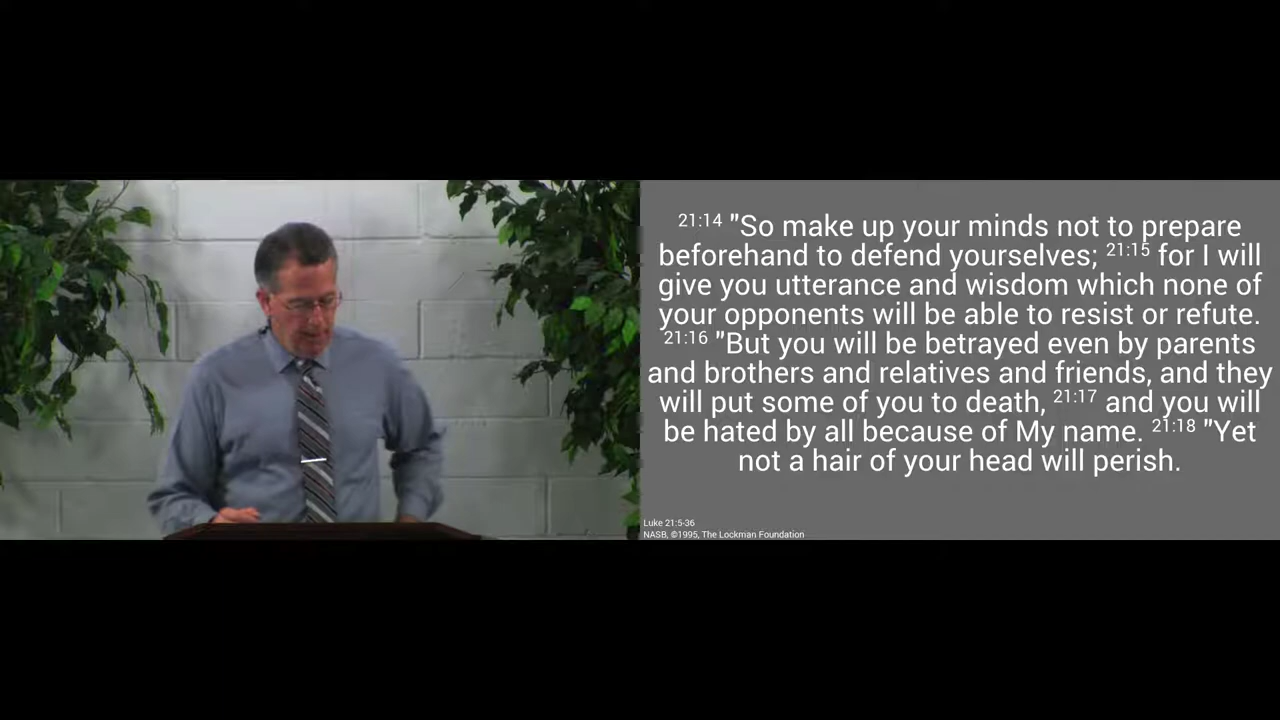 21:14 "So make up your minds not to prepare
beforehand to defend yourselves; 21:15 for I will
give you utterance and wisdom which none of
your opponents will be able to resist or refute.
21:16 "But you will be betrayed even by parents
and brothers and relatives and friends, and they
will put some of you to death, 21:17 and you will
be hated by all because of My name. 21:18 "Yet
not a hair of your head will perish.
Luke 21:5-36
NASB, ©1995, The Lockman Foundation